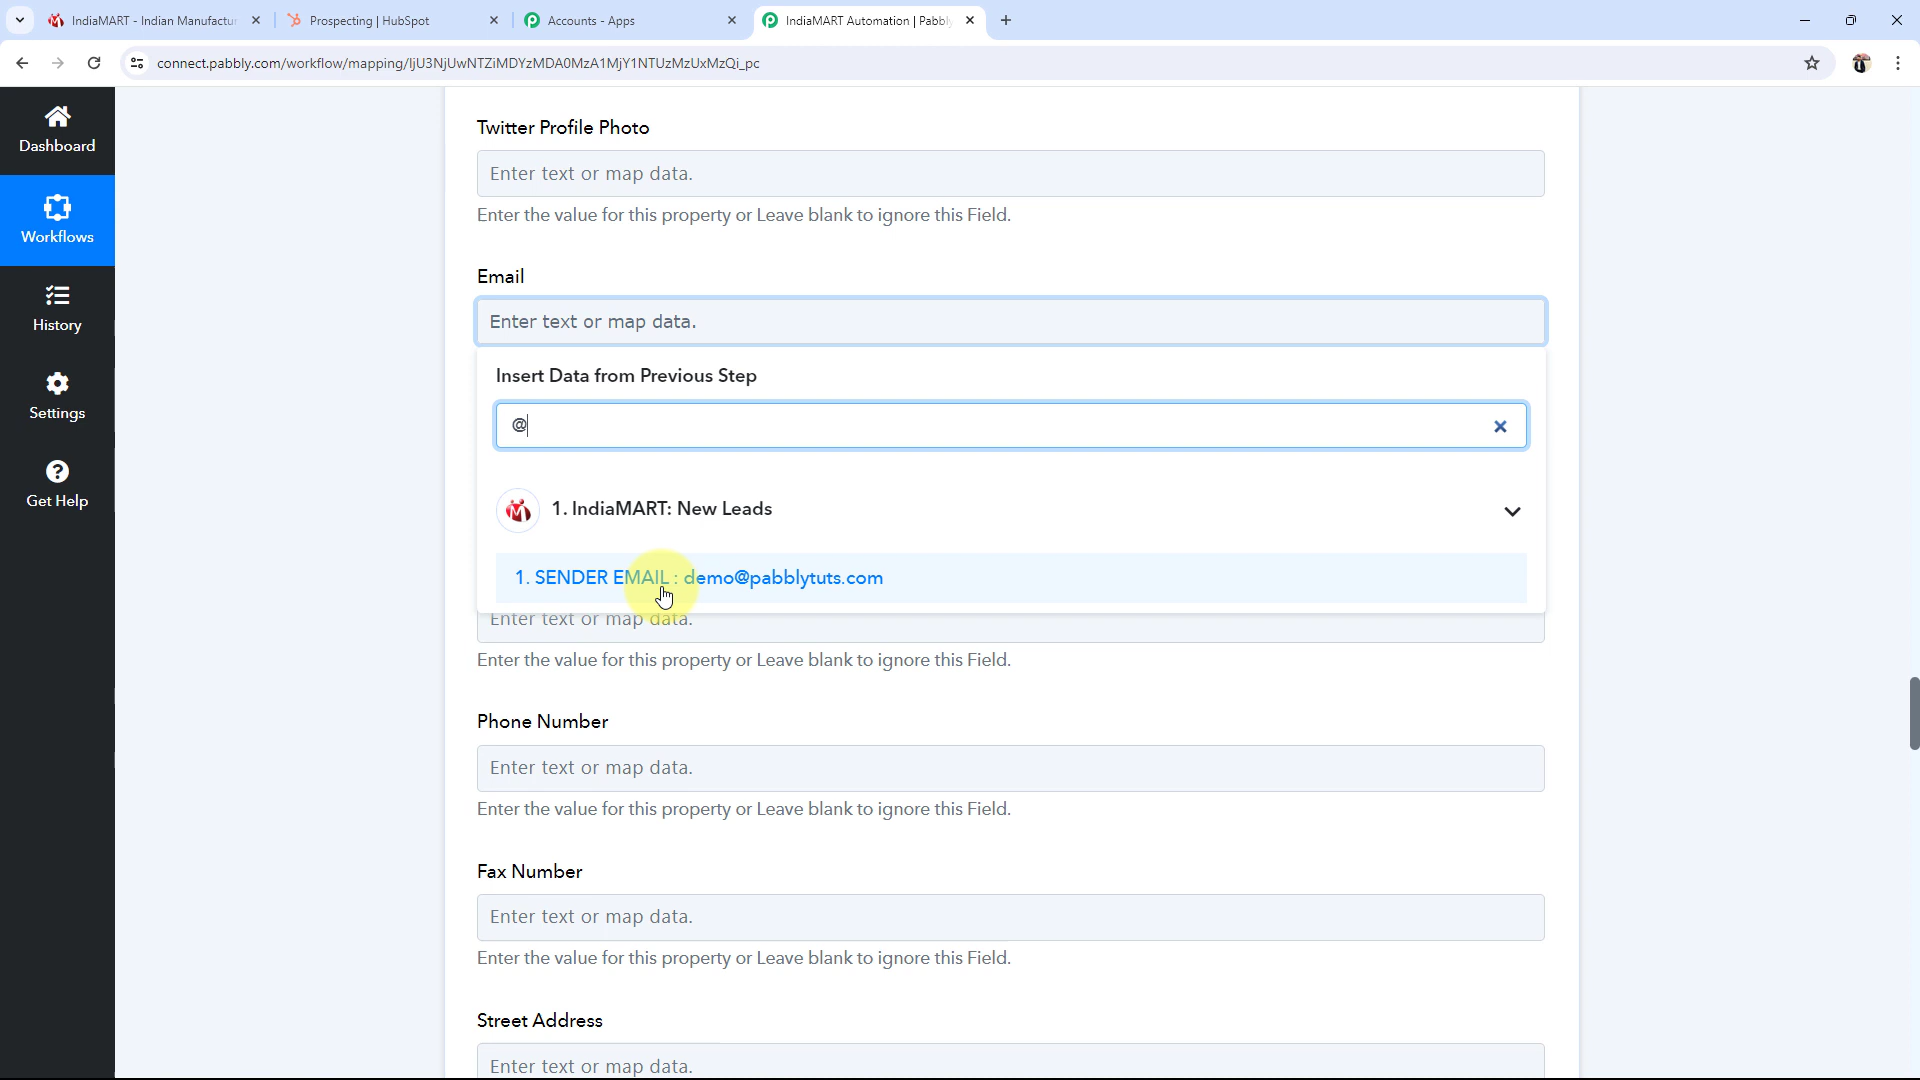 IndiaMART - Indian Manufactur
Prospecting | HubSpot
Accounts - Apps
IndiaMART Automation | Pabbly
connect.pabbly.com/workflow/mapping/IjU3NjUwNTZiMDYzMDA0MzA1MjY1NTUzMzUxMzQi_pc
Dashboard
Workflows
History
Settings
Get Help
Twitter Profile Photo
Enter text or map data.
Enter the value for this property or Leave blank to ignore this Field.
Email
Enter text or map data.
Insert Data from Previous Step
@
1. IndiaMART: New Leads
1. SENDER EMAIL : demo@pabblytuts.com
Enter text or map data.
Enter the value for this property or Leave blank to ignore this Field.
Phone Number
Enter text or map data.
Enter the value for this property or Leave blank to ignore this Field.
Fax Number
Enter text or map data.
Enter the value for this property or Leave blank to ignore this Field.
Street Address
Enter text or map data.